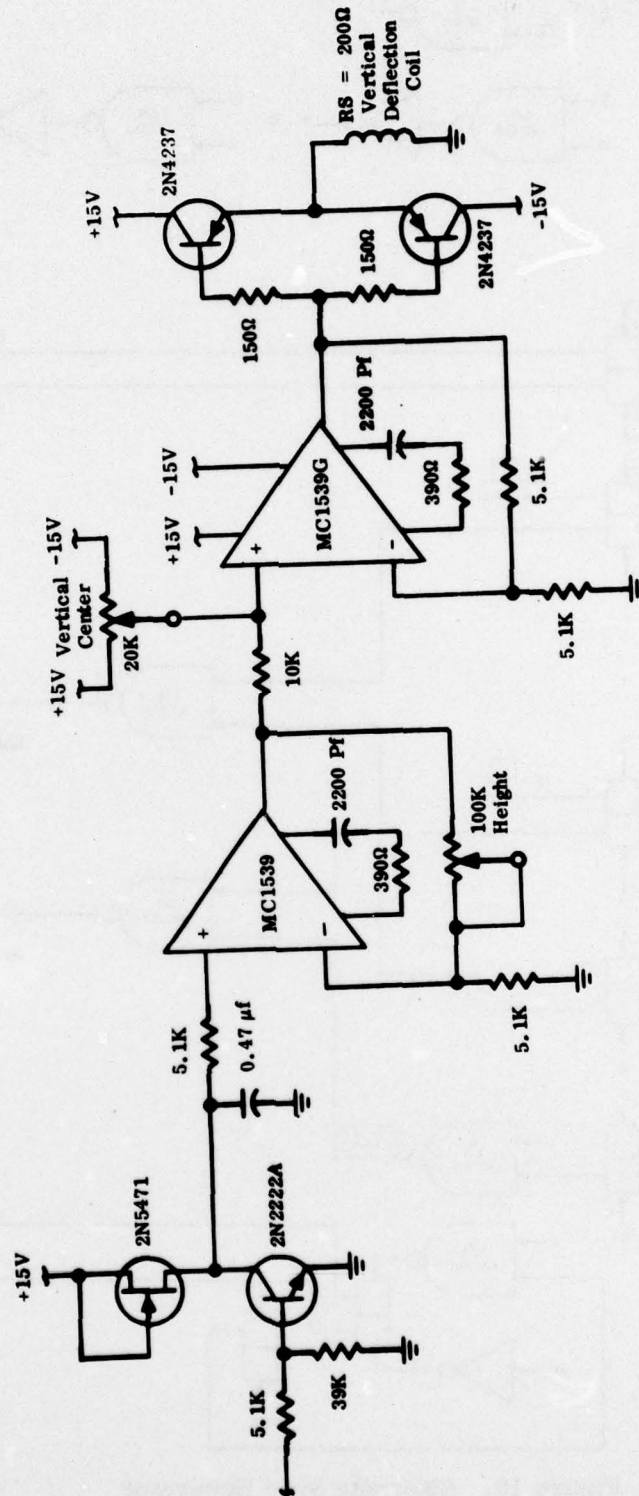 +15V
2N5471
2N2222A
5.1K
39K
5.1K
0.47 µf
+
−
MC1539
2200 Pf
390Ω
100K
Height
5.1K
10K
+15V Vertical −15V
Center
20K
+15V
−15V
+
−
MC1539G
2200 Pf
390Ω
5.1K
5.1K
150Ω
150Ω
+15V
2N4237
2N4237
−15V
RS = 200Ω
Vertical
Deflection
Coil